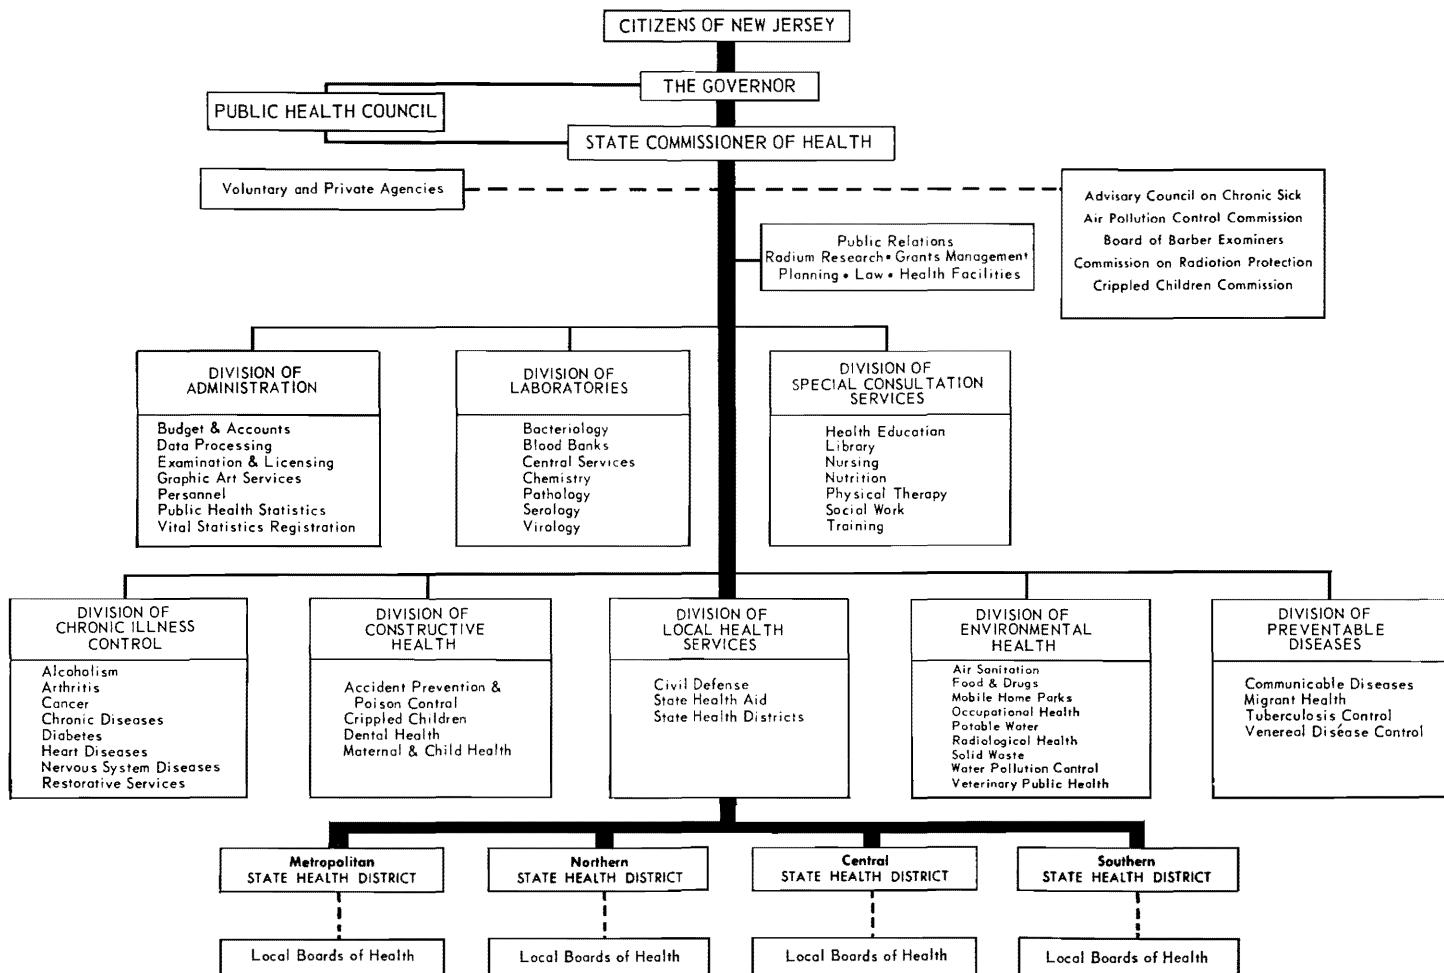 CITIZENS OF NEW JERSEY
THE GOVERNOR
PUBLIC HEALTH COUNCIL
STATE COMMISSIONER OF HEALTH
Voluntary and Private Agencies
Advisory Council on Chronic Sick
Air Pollution Control Commission
Board of Barber Examiners
Commission on Radiation Protection
Crippled Children Commission
Public Relations
Radium Research • Grants Management
Planning • Law • Health Facilities
DIVISION OF
ADMINISTRATION
Budget & Accounts
Data Processing
Examination & Licensing
Graphic Art Services
Personnel
Public Health Statistics
Vital Statistics Registration
DIVISION OF
LABORATORIES
Bacteriology
Blood Banks
Central Services
Chemistry
Pathology
Serology
Virology
DIVISION OF
SPECIAL CONSULTATION
SERVICES
Health Education
Library
Nursing
Nutrition
Physical Therapy
Social Work
Training
DIVISION OF
CHRONIC ILLNESS
CONTROL
Alcoholism
Arthritis
Cancer
Chronic Diseases
Diabetes
Heart Diseases
Nervous System Diseases
Restorative Services
DIVISION OF
CONSTRUCTIVE
HEALTH
Accident Prevention &
Poison Control
Crippled Children
Dental Health
Maternal & Child Health
DIVISION OF
LOCAL HEALTH
SERVICES
Civil Defense
State Health Aid
State Health Districts
DIVISION OF
ENVIRONMENTAL
HEALTH
Air Sanitation
Food & Drugs
Mobile Home Parks
Occupational Health
Potable Water
Radiological Health
Solid Waste
Water Pollution Control
Veterinary Public Health
DIVISION OF
PREVENTABLE
DISEASES
Communicable Diseases
Migrant Health
Tuberculosis Control
Venereal Disease Control
Metropolitan
STATE HEALTH DISTRICT
Northern
STATE HEALTH DISTRICT
Central
STATE HEALTH DISTRICT
Southern
STATE HEALTH DISTRICT
Local Boards of Health
Local Boards of Health
Local Boards of Health
Local Boards of Health